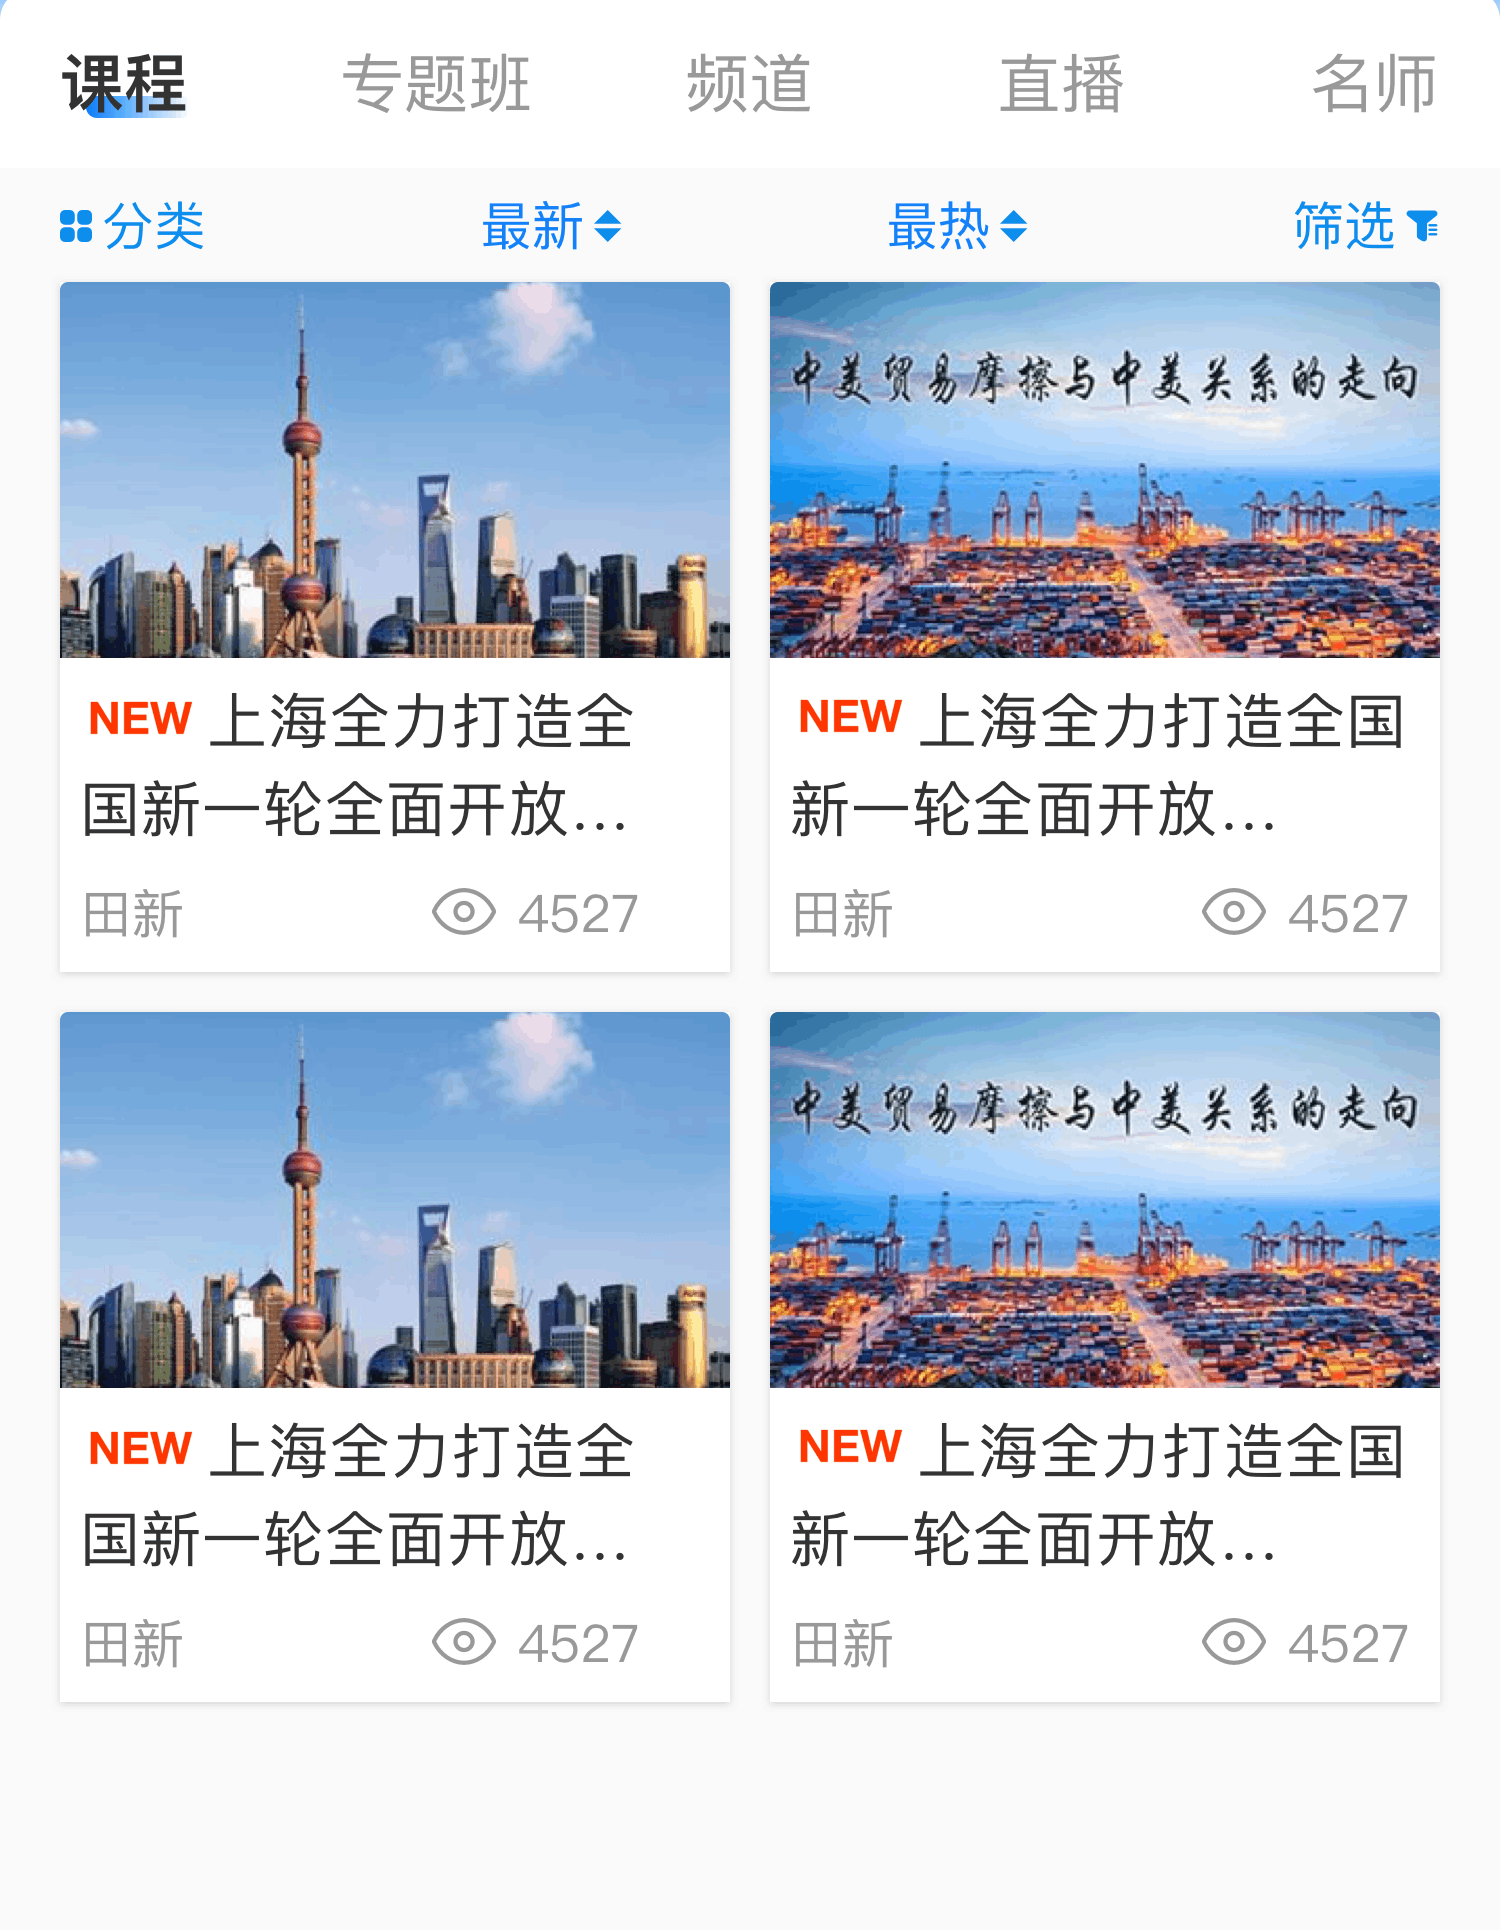 课程 专题班 频道 直播 名师
分类 最新 最热 筛选
中美贸易摩擦与中美关系的走向
NEW 上海全力打造全
国新一轮全面开放...
田新 4527
NEW 上海全力打造全国
新一轮全面开放...
田新 4527
中美贸易摩擦与中美关系的走向
NEW 上海全力打造全
国新一轮全面开放...
田新 4527
NEW 上海全力打造全国
新一轮全面开放...
田新 4527